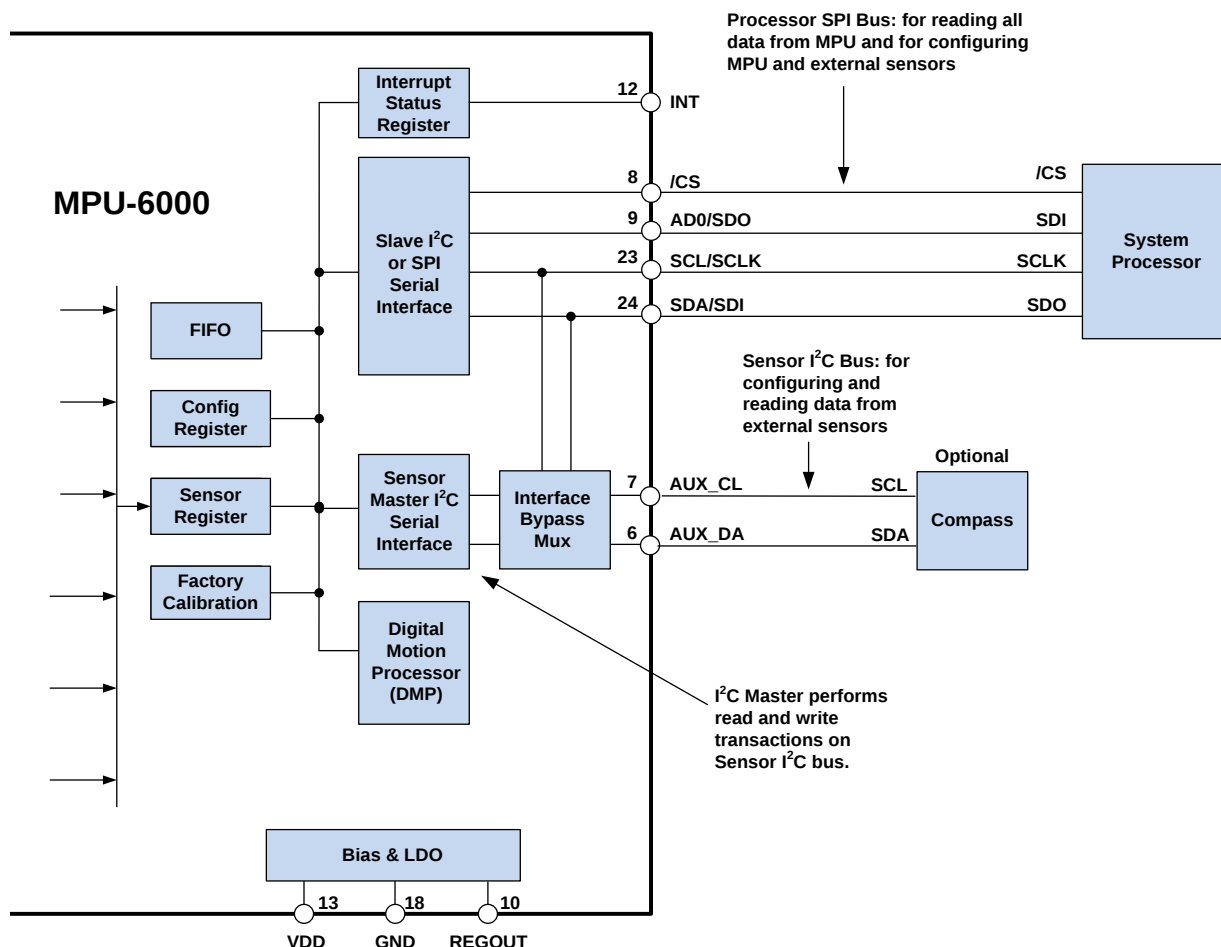 Processor SPI Bus: for reading all
data from MPU and for configuring
MPU and external sensors
Interrupt
Status
Register
12
INT
MPU-6000
Slave I²C
or SPI
Serial
Interface
8
/CS
/CS
9
AD0/SDO
SDI
23
SCL/SCLK
SCLK
24
SDA/SDI
SDO
System
Processor
FIFO
Config
Register
Sensor
Register
Factory
Calibration
Sensor I²C Bus: for
configuring and
reading data from
external sensors
Sensor
Master I²C
Serial
Interface
Interface
Bypass
Mux
7
AUX_CL
SCL
6
AUX_DA
SDA
Optional
Compass
Digital
Motion
Processor
(DMP)
I²C Master performs
read and write
transactions on
Sensor I²C bus.
Bias & LDO
13
18
10
VDD
GND
REGOUT